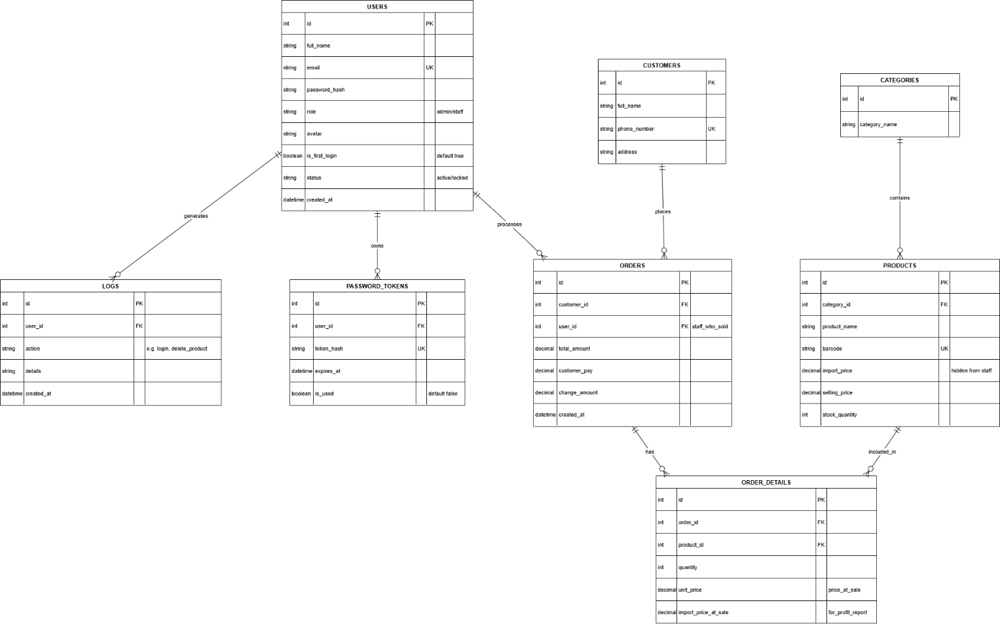 USERS
int id PK
string full_name
string email UK
string password_hash
string role admin/staff
string avatar
boolean is_first_login default true
string status active/locked
datetime created_at
CUSTOMERS
int id PK
string full_name
string phone_number UK
string address
CATEGORIES
int id PK
string category_name
generates
owns
processes
places
contains
LOGS
int id PK
int user_id FK
string action e.g. login, delete_product
string details
datetime created_at
PASSWORD_TOKENS
int id PK
int user_id FK
string token_hash UK
datetime expires_at
boolean is_used default false
ORDERS
int id PK
int customer_id FK
int user_id FK staff_who_sold
decimal total_amount
decimal customer_pay
decimal change_amount
datetime created_at
PRODUCTS
int id PK
int category_id FK
string product_name
string barcode UK
decimal import_price hidden from staff
decimal selling_price
int stock_quantity
has
included_in
ORDER_DETAILS
int id PK
int order_id FK
int product_id FK
int quantity
decimal unit_price price_at_sale
decimal import_price_at_sale for_profit_report